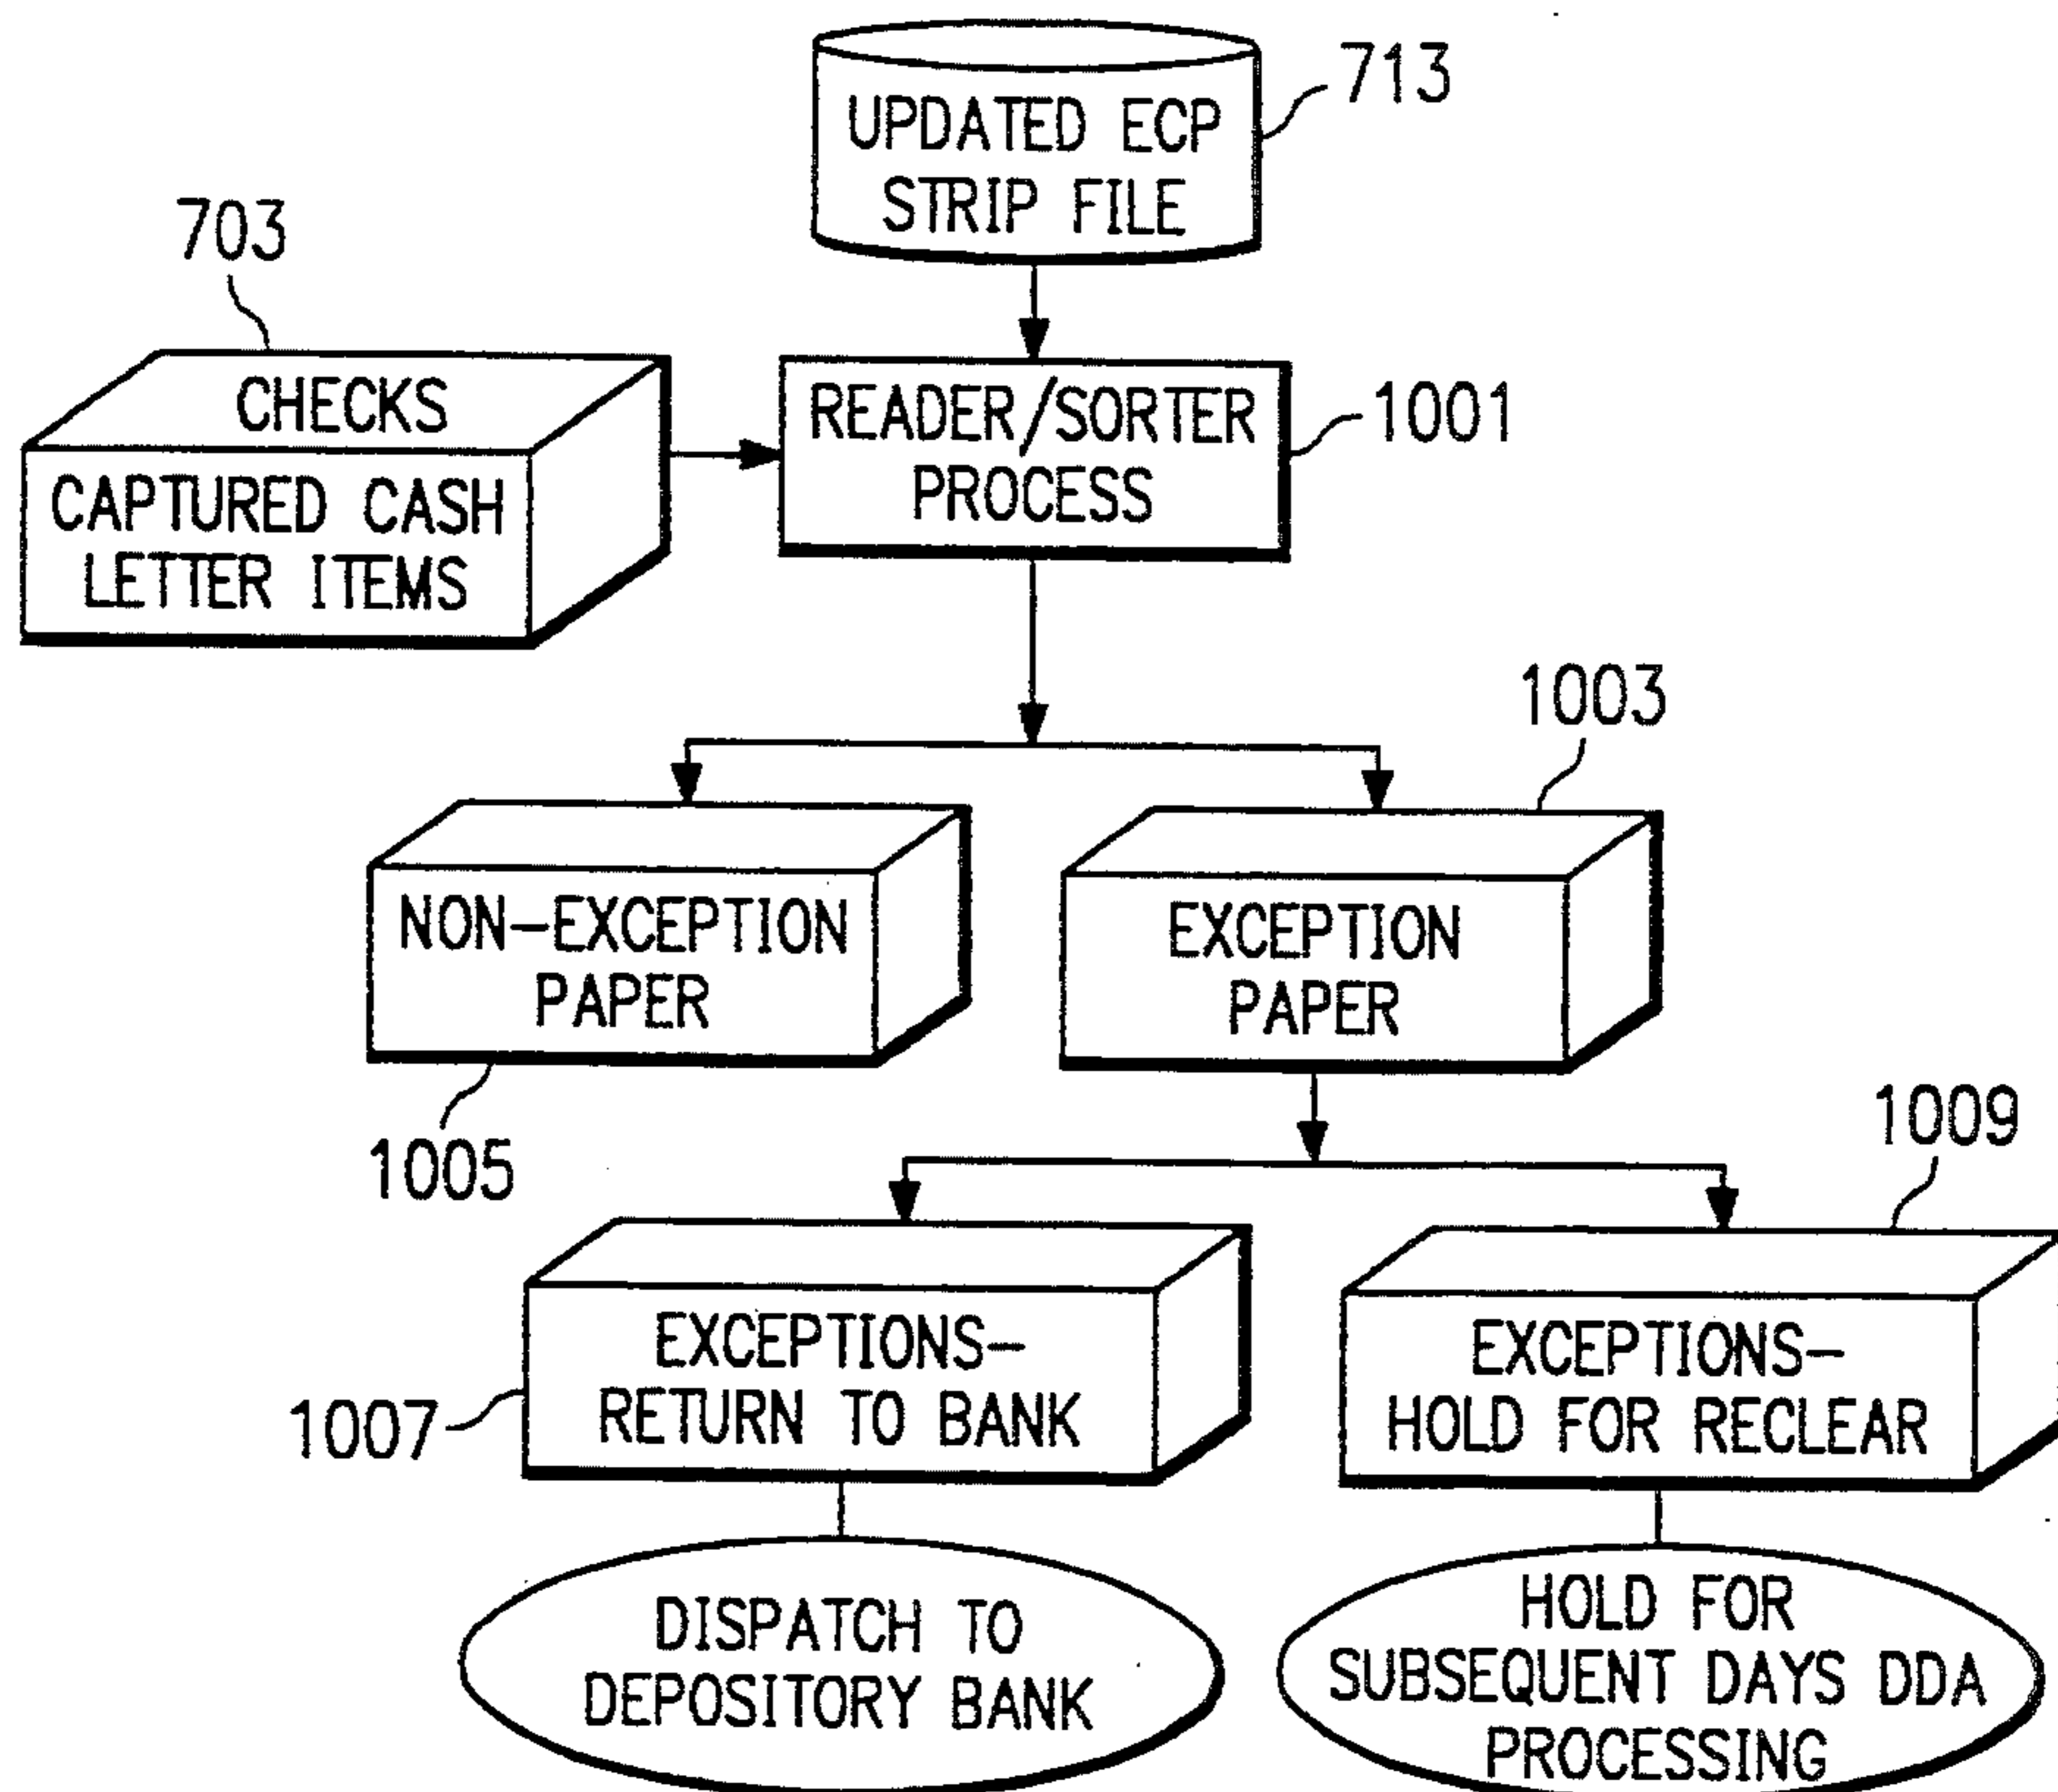 713
UPDATED ECP
STRIP FILE
703
CHECKS
CAPTURED CASH
LETTER ITEMS
READER/SORTER
PROCESS
1001
1003
NON-EXCEPTION
PAPER
EXCEPTION
PAPER
1005
1009
EXCEPTIONS-
RETURN TO BANK
1007
EXCEPTIONS-
HOLD FOR RECLEAR
DISPATCH TO
DEPOSITORY BANK
HOLD FOR
SUBSEQUENT DAYS DDA
PROCESSING